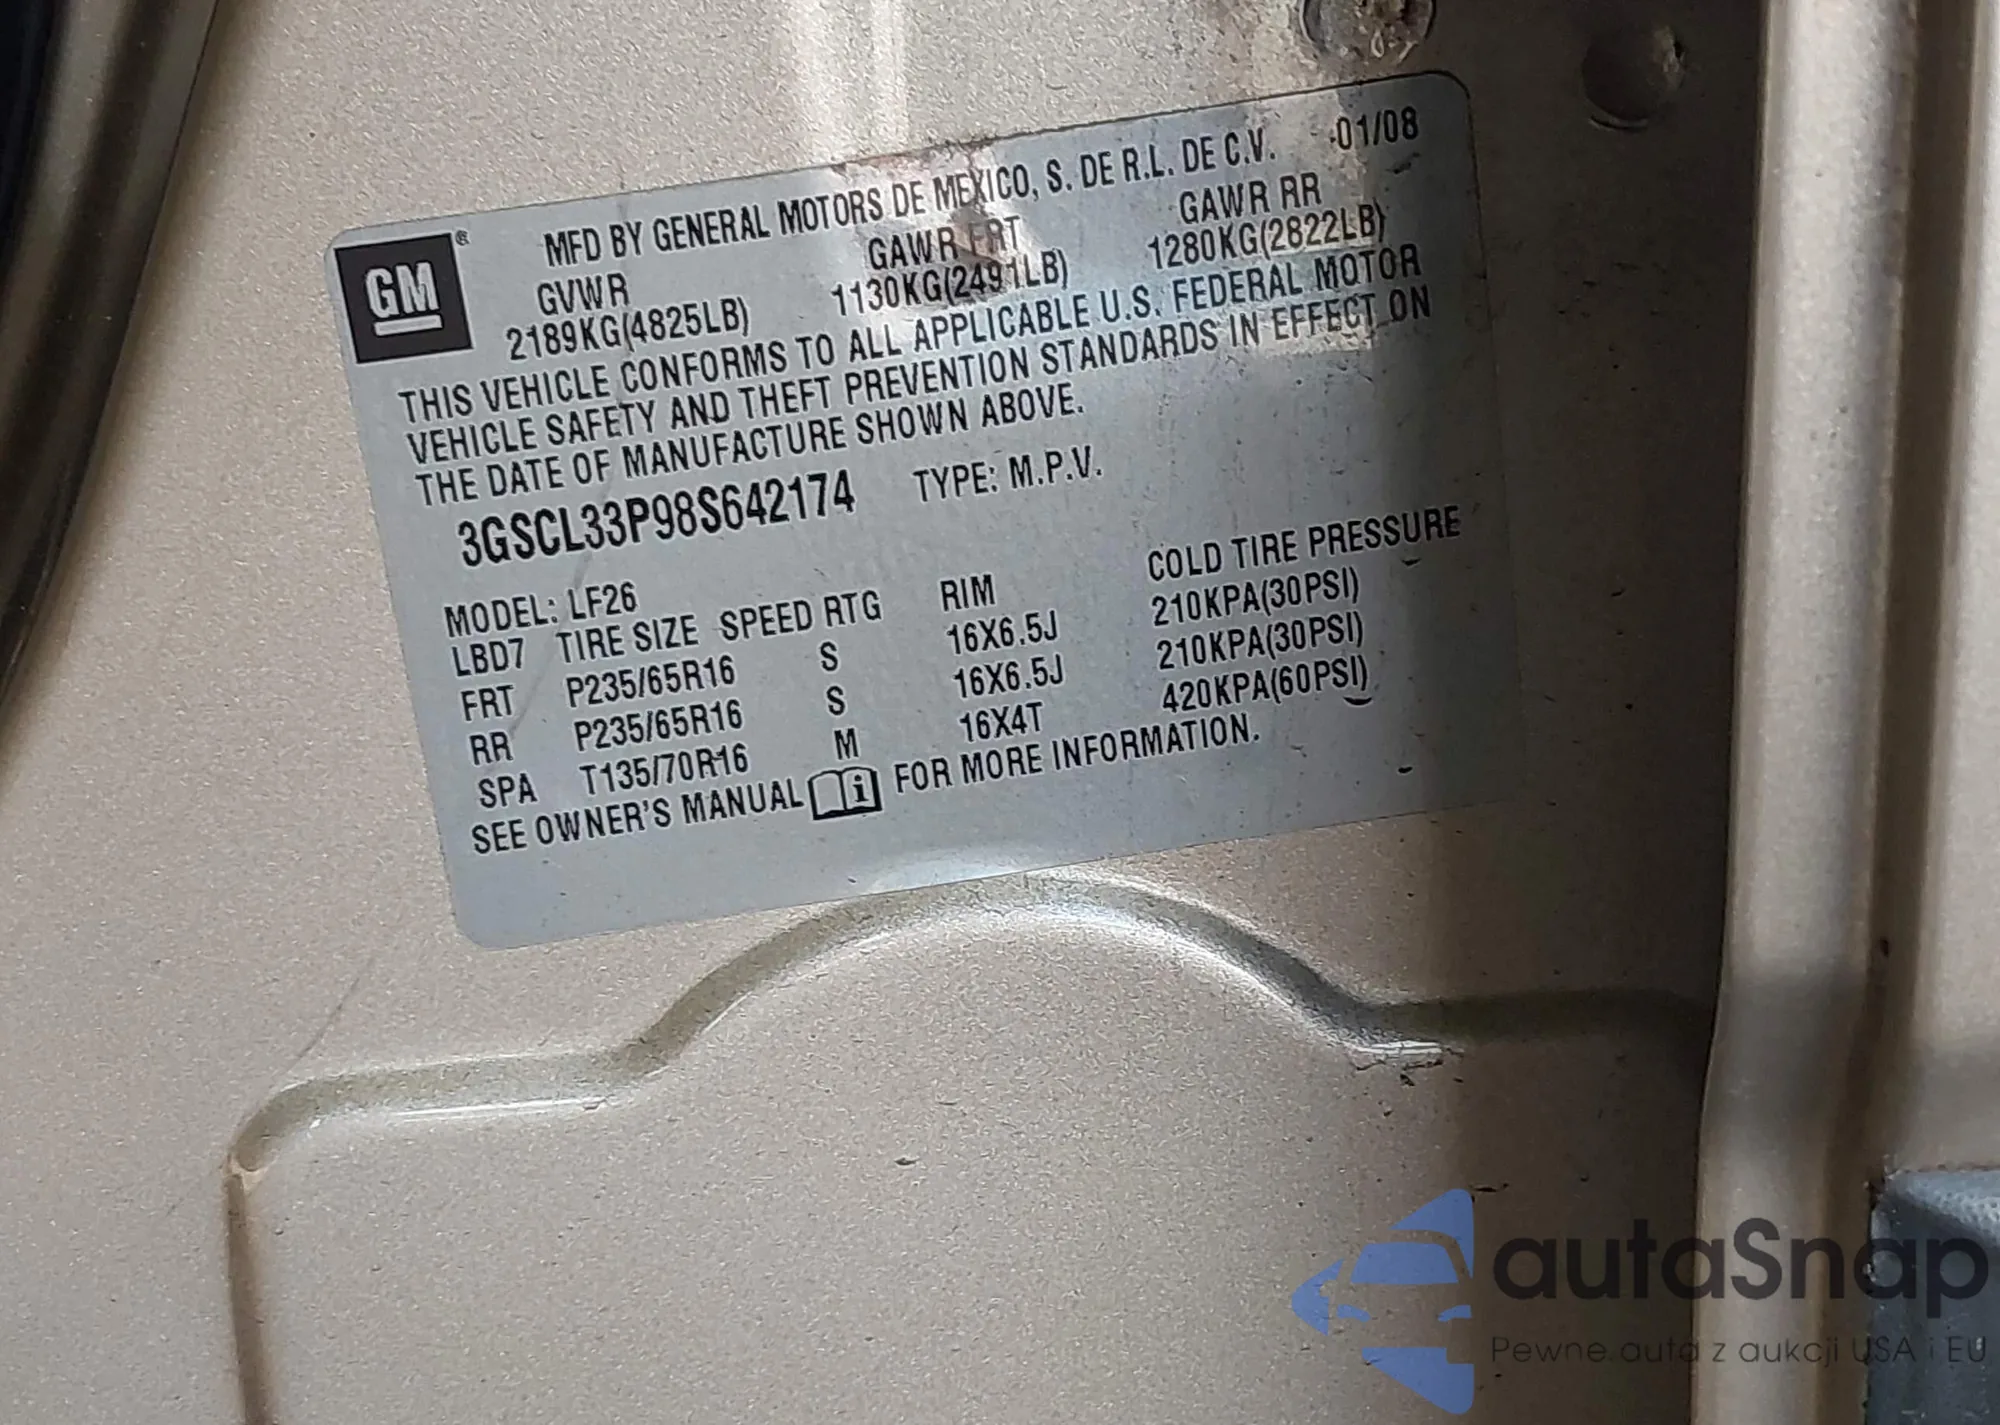 MFD BY GENERAL MOTORS DE MEXICO, S. DE R.L. DE C.V. 01/08
GM®
GVWR GAWR FRT GAWR RR
2189KG(4825LB) 1130KG(2491LB) 1280KG(2822LB)
THIS VEHICLE CONFORMS TO ALL APPLICABLE U.S. FEDERAL MOTOR
VEHICLE SAFETY AND THEFT PREVENTION STANDARDS IN EFFECT ON
THE DATE OF MANUFACTURE SHOWN ABOVE.
3GSCL33P98S642174 TYPE: M.P.V.
MODEL: LF26
LBD7 TIRE SIZE SPEED RTG RIM COLD TIRE PRESSURE
FRT P235/65R16 S 16X6.5J 210KPA(30PSI)
RR P235/65R16 S 16X6.5J 210KPA(30PSI)
SPA T135/70R16 M 16X4T 420KPA(60PSI)
SEE OWNER'S MANUAL i FOR MORE INFORMATION.
autaSnap
Pewne auta z aukcji USA i EU